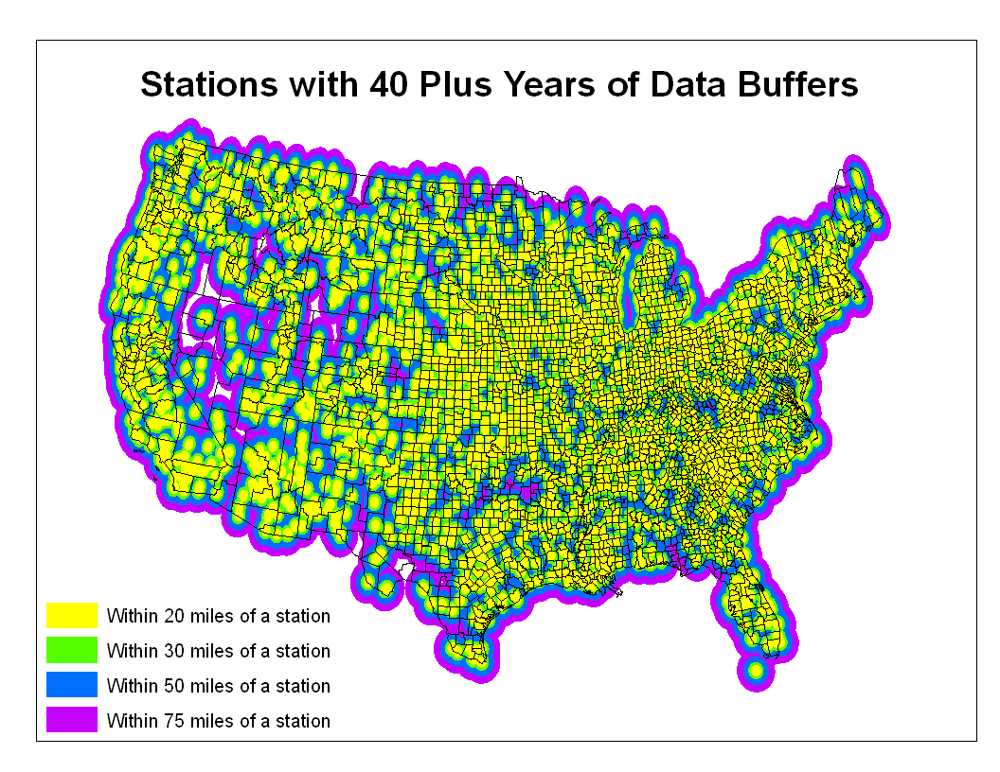 Stations with 40 Plus Years of Data Buffers
Within 20 miles of a station
Within 30 miles of a station
Within 50 miles of a station
Within 75 miles of a station